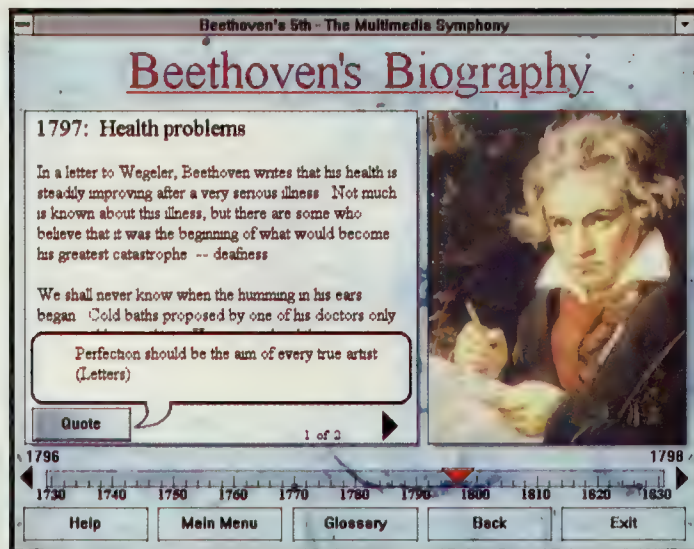 Beethoven's 5th - The Multimedia Symphony
Beethoven's Biography
1797: Health problems
In a letter to Wegeler, Beethoven writes that his health is
steadily improving after a very serious illness Not much
is known about this illness, but there are some who
believe that it was the beginning of what would become
his greatest catastrophe -- deafness
We shall never know when the humming in his ears
began Cold baths proposed by one of his doctors only
Perfection should be the aim of every true artist
(Letters)
Quote
1 of 2
1796 1798
1730 1740 1750 1760 1770 1780 1790 1800 1810 1820 1830
Help Main Menu Glossary Back Exit